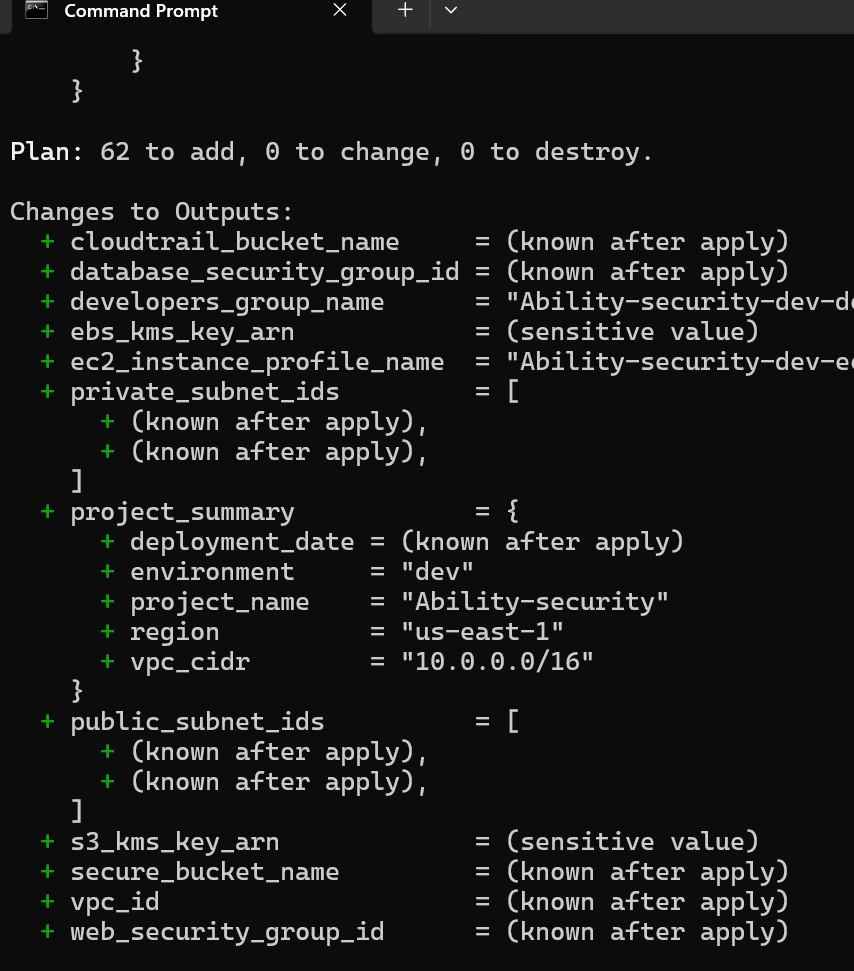 Command Prompt
}
}
Plan: 62 to add, 0 to change, 0 to destroy.
Changes to Outputs:
+ cloudtrail_bucket_name = (known after apply)
+ database_security_group_id = (known after apply)
+ developers_group_name = "Ability-security-dev-de
+ ebs_kms_key_arn = (sensitive value)
+ ec2_instance_profile_name = "Ability-security-dev-ec
+ private_subnet_ids = [
+ (known after apply),
+ (known after apply),
]
+ project_summary = {
+ deployment_date = (known after apply)
+ environment = "dev"
+ project_name = "Ability-security"
+ region = "us-east-1"
+ vpc_cidr = "10.0.0.0/16"
}
+ public_subnet_ids = [
+ (known after apply),
+ (known after apply),
]
+ s3_kms_key_arn = (sensitive value)
+ secure_bucket_name = (known after apply)
+ vpc_id = (known after apply)
+ web_security_group_id = (known after apply)